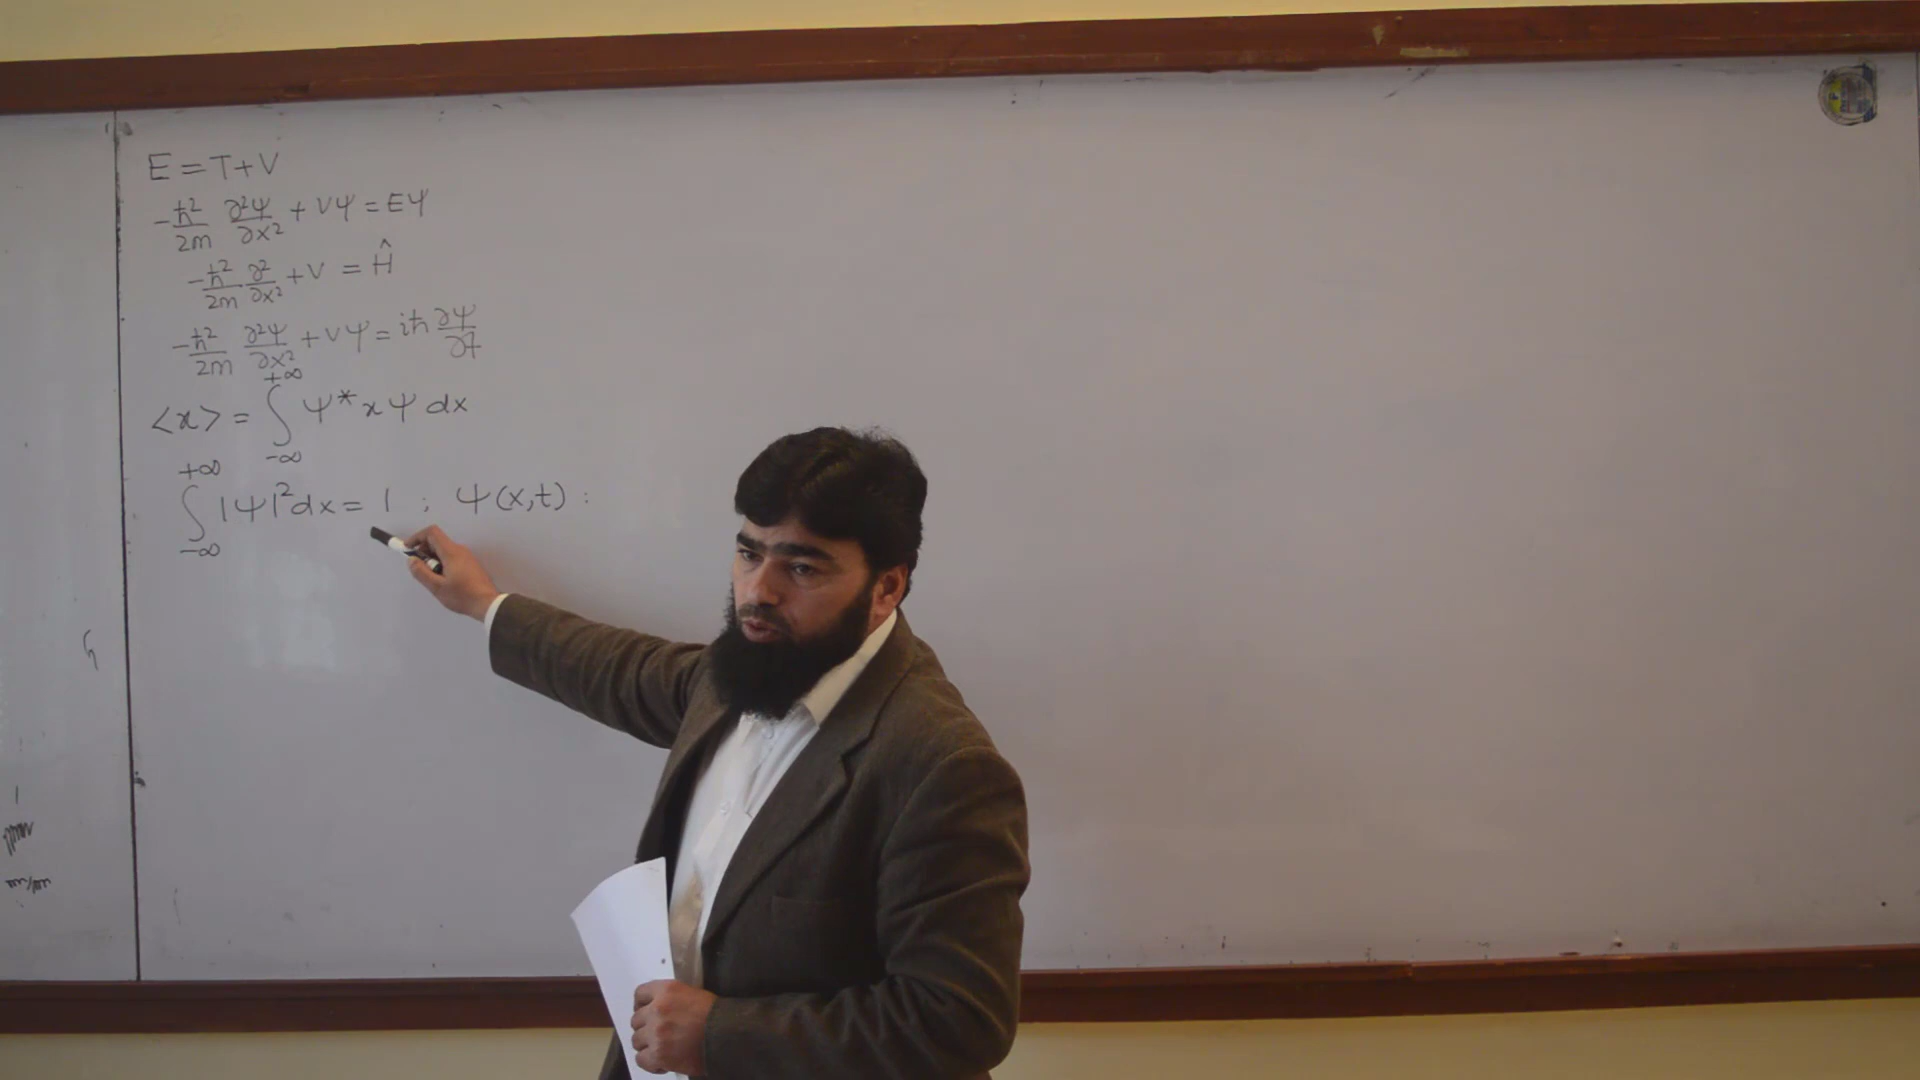 E = T + V
-ħ²/2m ∂²Ψ/∂x² + VΨ = EΨ
-ħ²/2m ∂²/∂x² + V = Ĥ
-ħ²/2m ∂²Ψ/∂x² + VΨ = iħ ∂Ψ/∂t
<x> = ∫_{-∞}^{+∞} Ψ* x Ψ dx
∫_{-∞}^{+∞} |Ψ|² dx = 1 ; Ψ(x,t) :